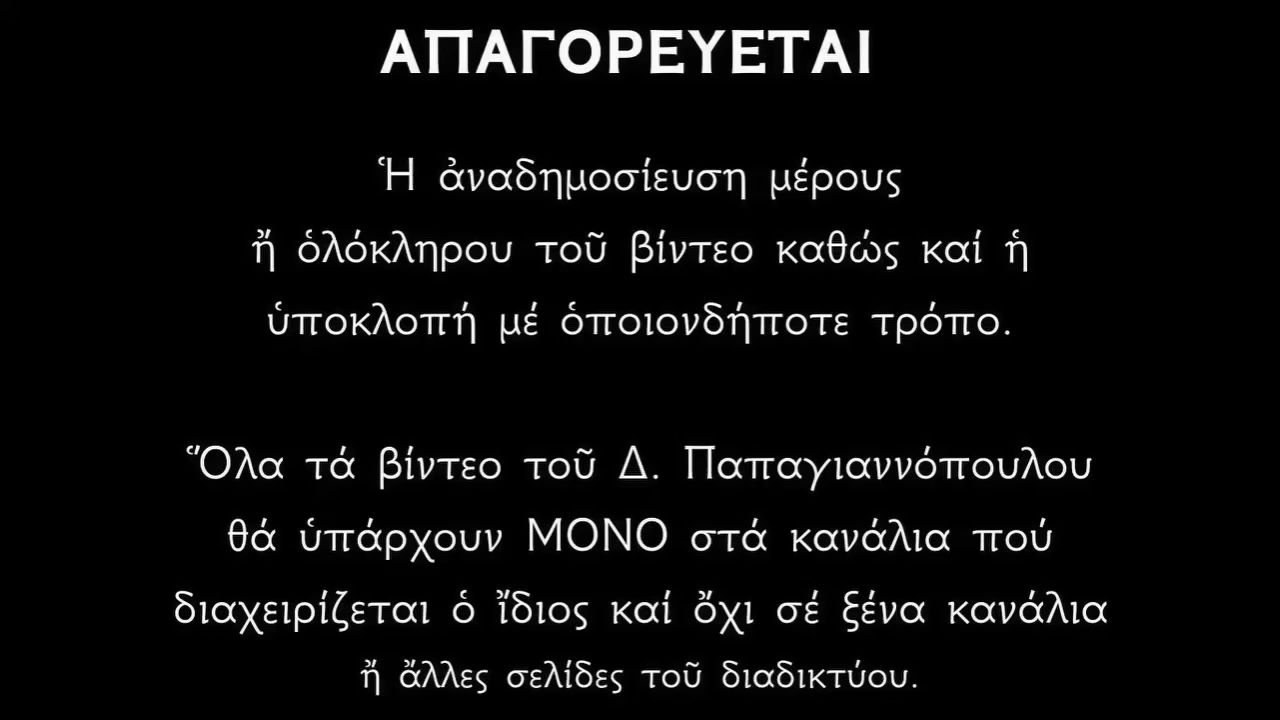 ΑΠΑΓΟΡΕΥΕΤΑΙ
Ἡ ἀναδημοσίευση μέρους
ἤ ὁλόκληρου τοῦ βίντεο καθώς καί ἡ
ὑποκλοπή μέ ὁποιονδήποτε τρόπο.
Ὅλα τά βίντεο τοῦ Δ. Παπαγιαννόπουλου
θά ὑπάρχουν ΜΟΝΟ στά κανάλια πού
διαχειρίζεται ὁ ἴδιος καί ὄχι σέ ξένα κανάλια
ἤ ἄλλες σελίδες τοῦ διαδικτύου.